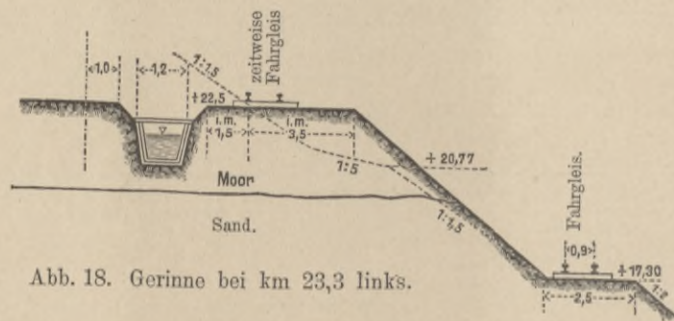 zeitweise
Fahrgleis
1:1,5
1,0
1,2
+22,5
i.m.
1,5
i.m.
3,5
1:5
+ 20,77
Moor
1:1,5
Sand.
Fahrgleis.
0,9
+17,30
1:2
2,5
Abb. 18. Gerinne bei km 23,3 links.